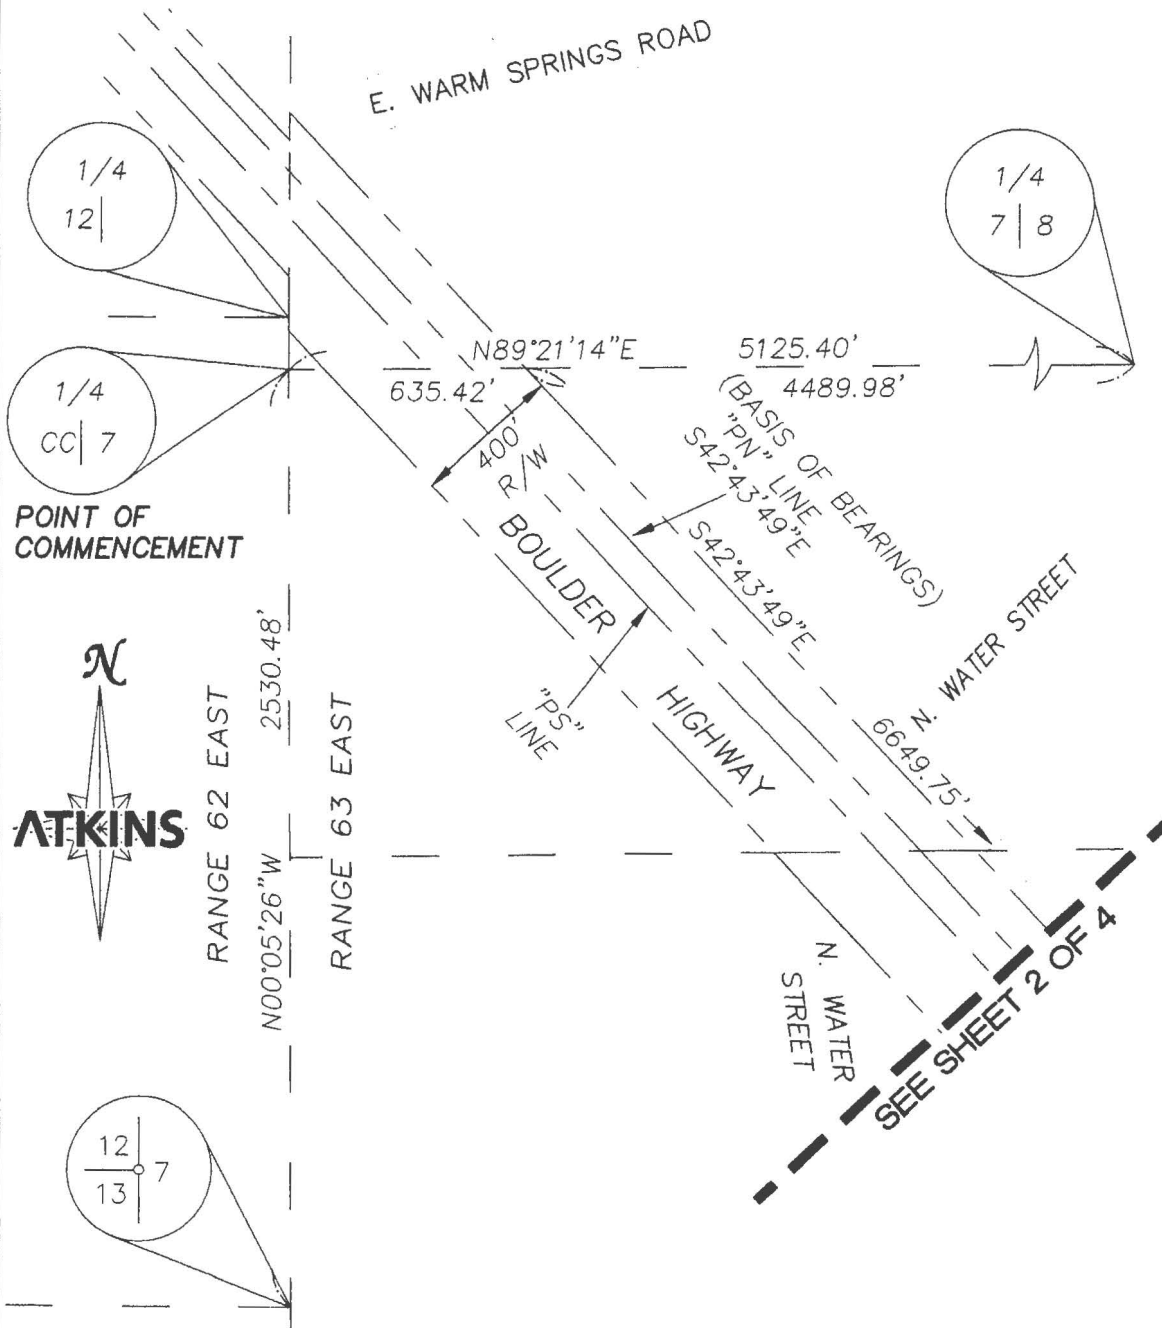 E. WARM SPRINGS ROAD
1/4
12
1/4
7 8
N89°21'14"E
5125.40'
635.42'
4489.98'
1/4
CC 7
POINT OF
COMMENCEMENT
400'
R/W
(BASIS OF BEARINGS)
"PN" LINE
S42°43'49"E
S42°43'49"E
BOULDER
HIGHWAY
"PS"
LINE
N. WATER STREET
6649.75'
N
ATKINS
RANGE 62 EAST
N00°05'26"W 2530.48'
RANGE 63 EAST
N. WATER
STREET
SEE SHEET 2 OF 4
12
7
13